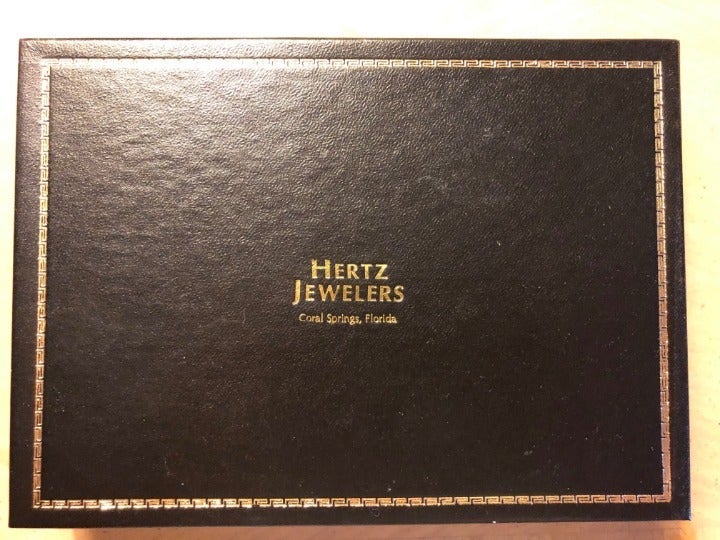 HERTZ
JEWELERS
Coral Springs, Florida